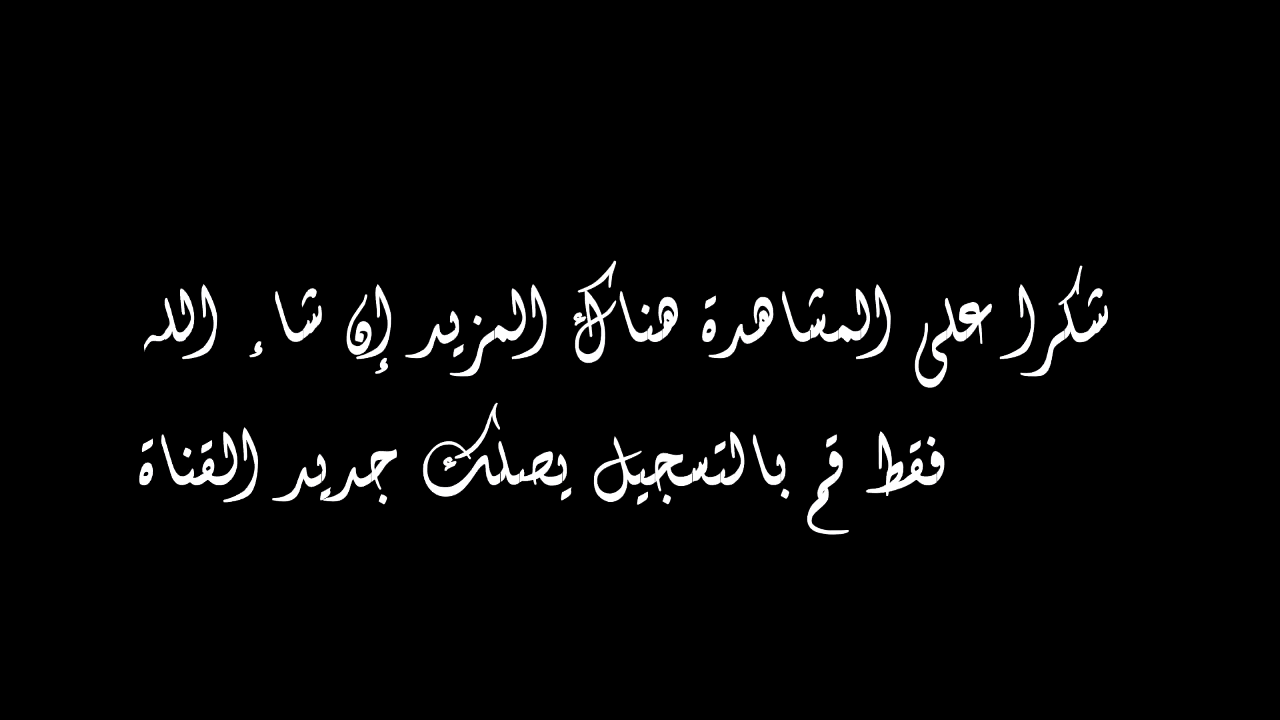 شكرا على المشاهدة هناك المزيد إن شاء الله
فقط قم بالتسجيل يصلك جديد القناة